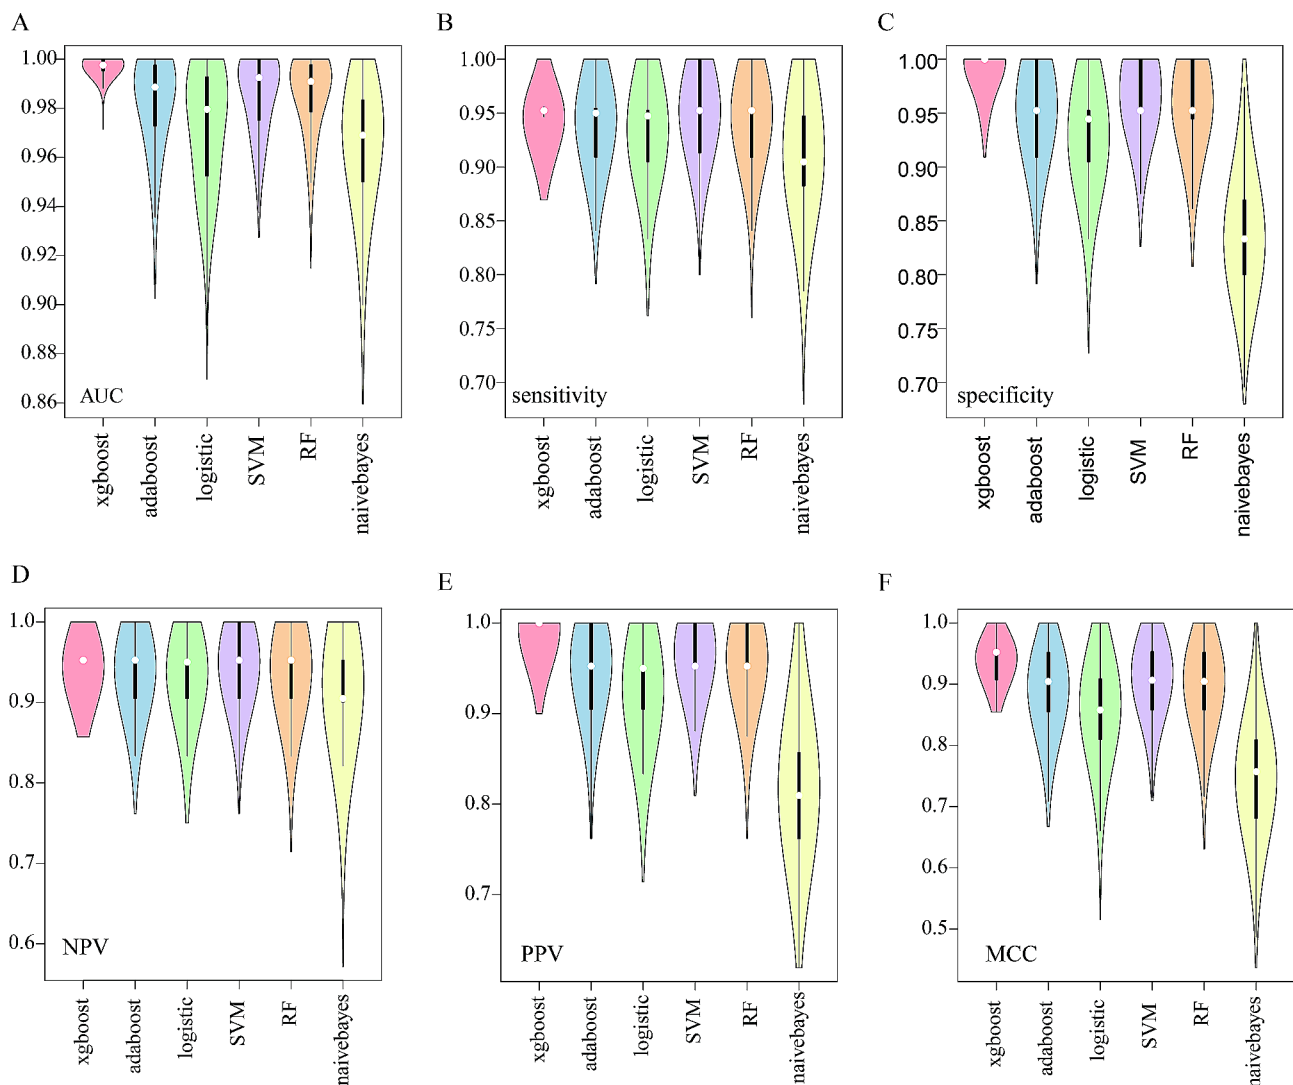 A
1.00
0.98
0.96
0.94
0.92
0.90
0.88
0.86
AUC
xgboost
adaboost
logistic
SVM
RF
naivebayes
B
1.00
0.95
0.90
0.85
0.80
0.75
0.70
sensitivity
xgboost
adaboost
logistic
SVM
RF
naivebayes
C
1.00
0.95
0.90
0.85
0.80
0.75
0.70
specificity
xgboost
adaboost
logistic
SVM
RF
naivebayes
D
1.0
0.9
0.8
0.7
0.6
NPV
xgboost
adaboost
logistic
SVM
RF
naivebayes
E
1.0
0.9
0.8
0.7
PPV
xgboost
adaboost
logistic
SVM
RF
naivebayes
F
1.0
0.9
0.8
0.7
0.6
0.5
MCC
xgboost
adaboost
logistic
SVM
RF
naivebayes